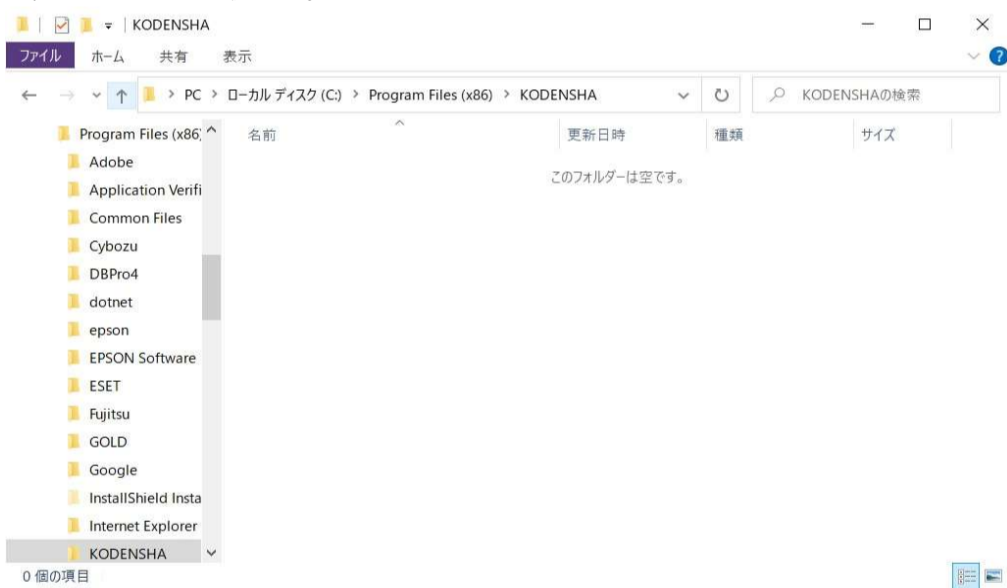 KODENSHA
ファイル ホーム 共有 表示
PC > ローカル ディスク (C:) > Program Files (x86) > KODENSHA
KODENSHAの検索
名前 更新日時 種類 サイズ
このフォルダーは空です。
Program Files (x86)
Adobe
Application Verifi
Common Files
Cybozu
DBPro4
dotnet
epson
EPSON Software
ESET
Fujitsu
GOLD
Google
InstallShield Insta
Internet Explorer
KODENSHA
0 個の項目